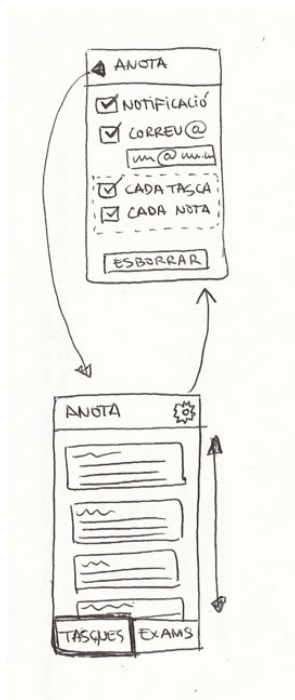 ANOTA
NOTIFICACIÓ
CORREU @
@
CADA TASCA
CADA NOTA
ESBORRAR
ANOTA
TASQUES EXAMS